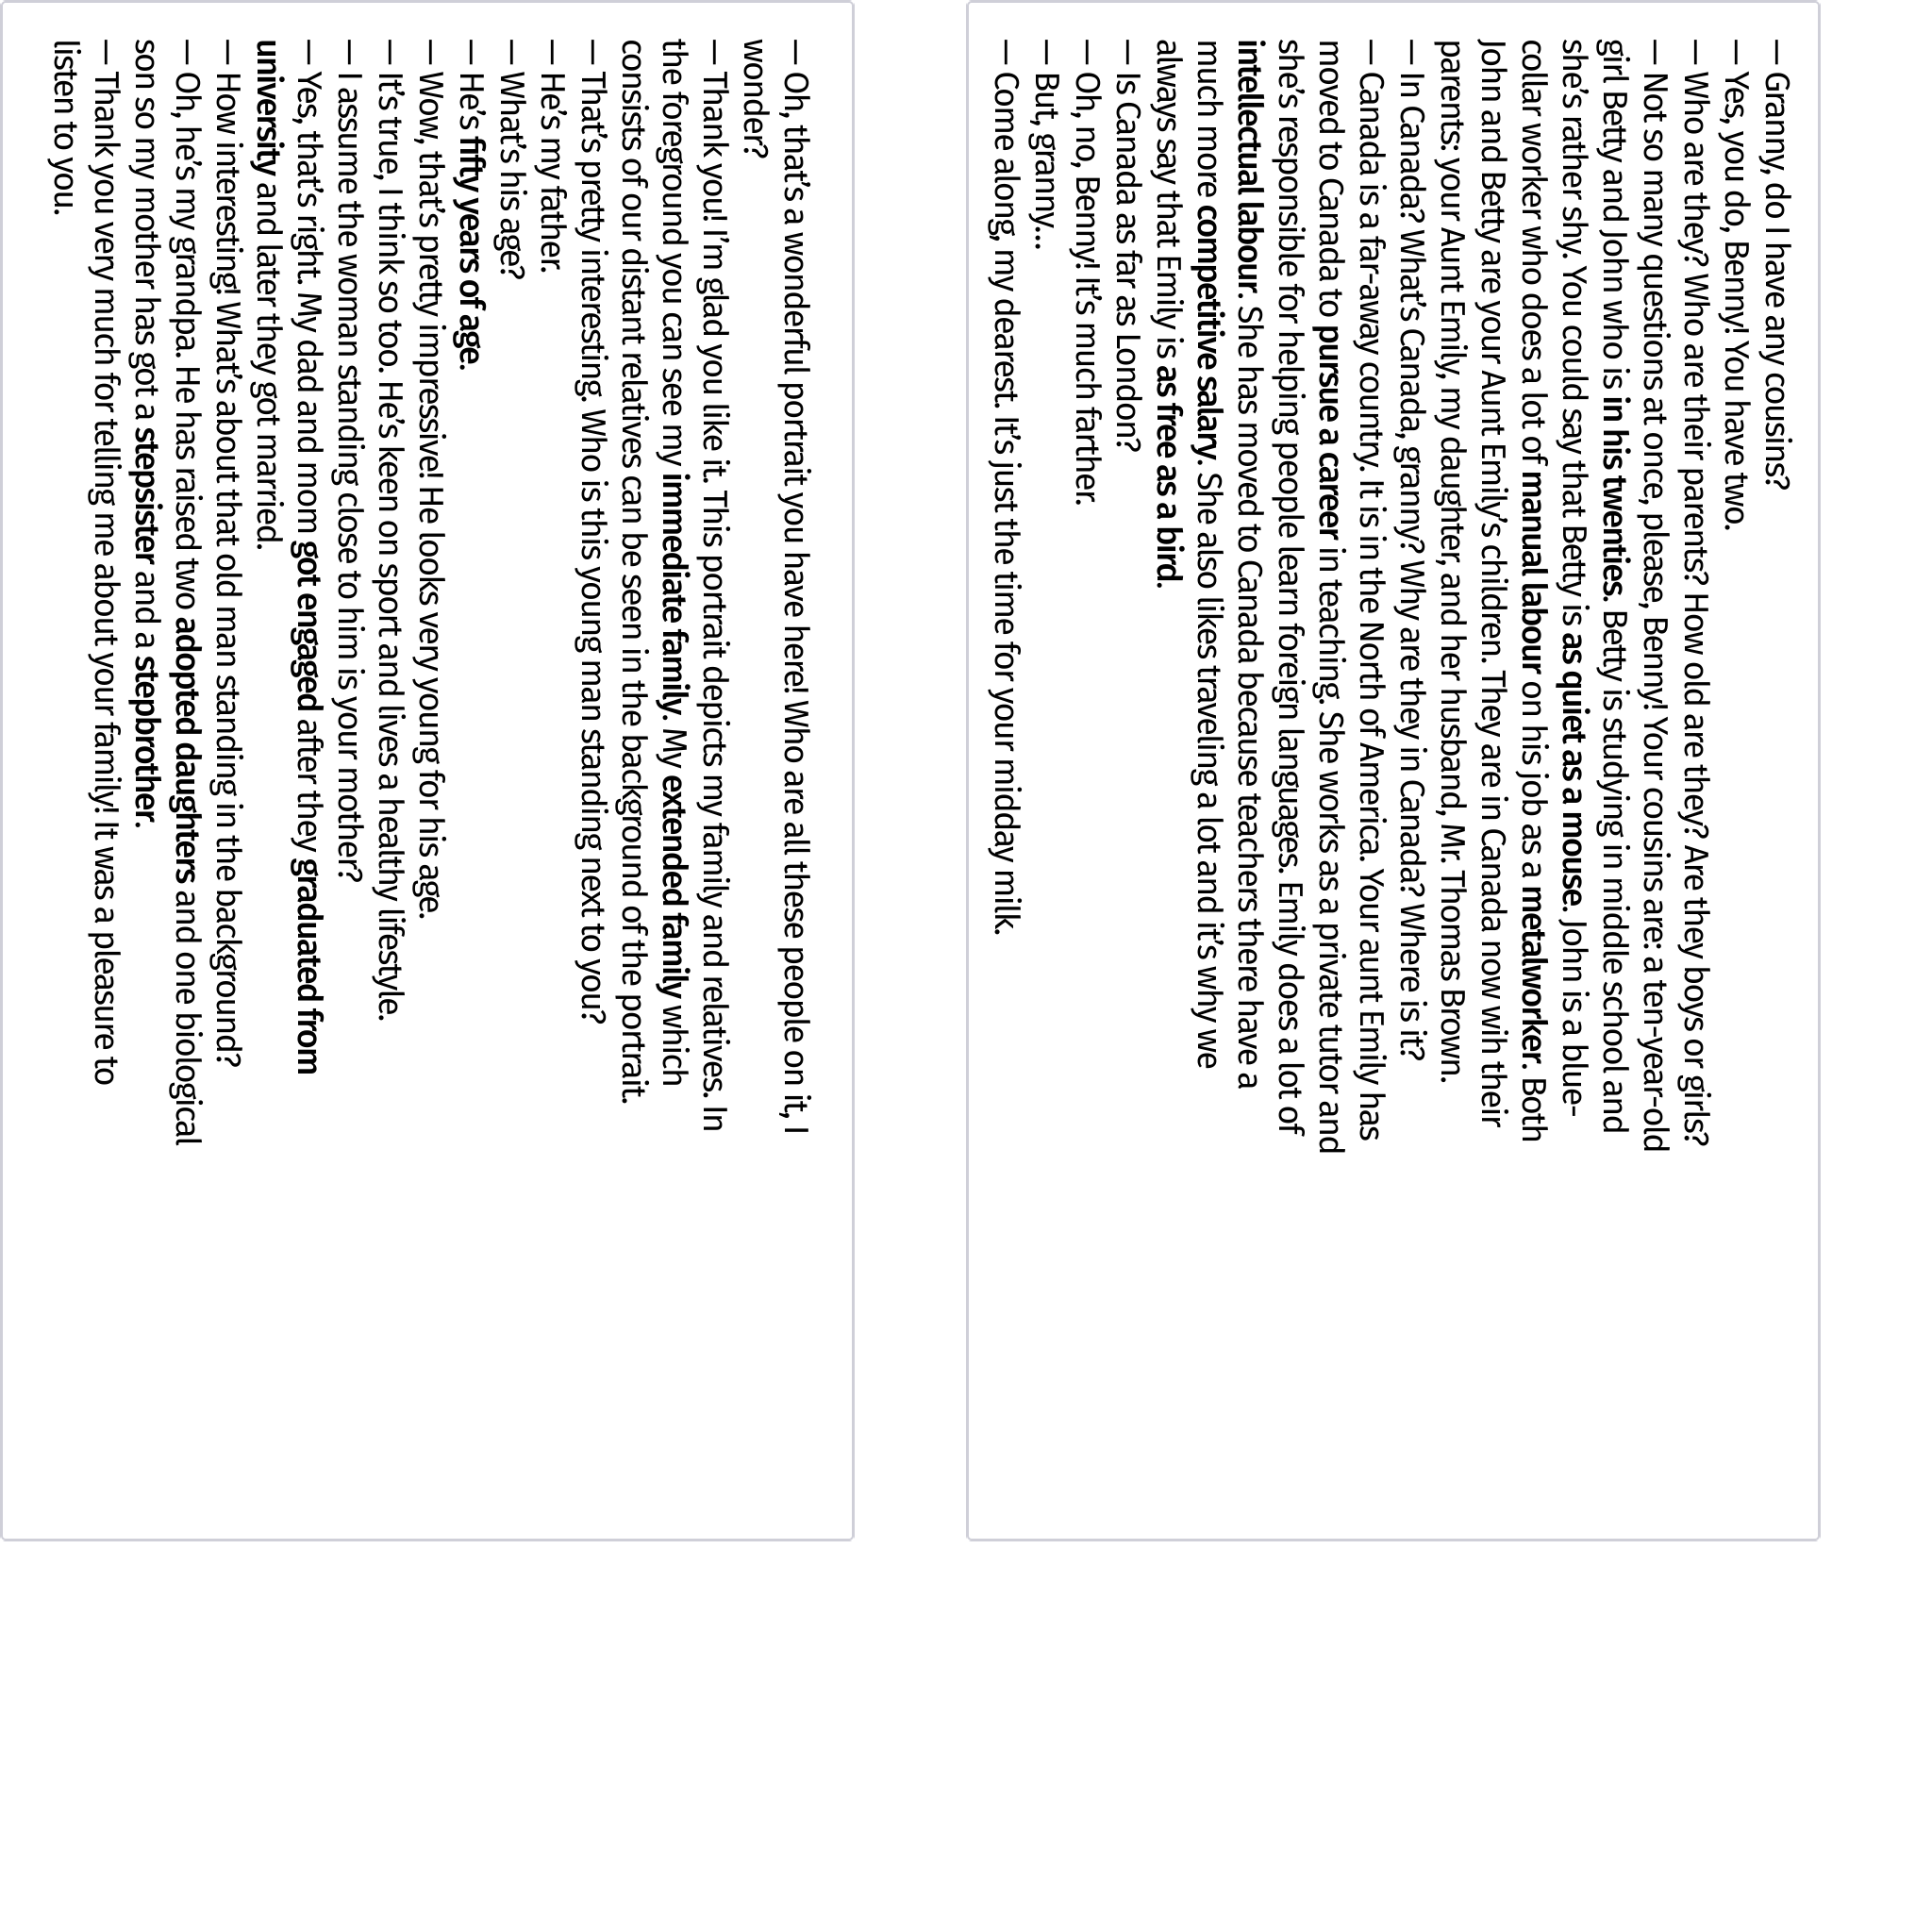 — Granny, do I have any cousins?
— Yes, you do, Benny! You have two.
— Who are they? Who are their parents? How old are they? Are they boys or girls?
— Not so many questions at once, please, Benny! Your cousins are: a ten-year-old
girl Betty and John who is in his twenties. Betty is studying in middle school and
she's rather shy. You could say that Betty is as quiet as a mouse. John is a blue-
collar worker who does a lot of manual labour on his job as a metalworker. Both
John and Betty are your Aunt Emily's children. They are in Canada now wih their
parents: your Aunt Emily, my daughter, and her husband, Mr. Thomas Brown.
— In Canada? What's Canada, granny? Why are they in Canada? Where is it?
— Canada is a far-away country. It is in the North of America. Your aunt Emily has
moved to Canada to pursue a career in teaching. She works as a private tutor and
she's responsible for helping people learn foreign languages. Emily does a lot of
intellectual labour. She has moved to Canada because teachers there have a
much more competitive salary. She also likes traveling a lot and it's why we
always say that Emily is as free as a bird.
— Is Canada as far as London?
— Oh, no, Benny! It's much farther.
— But, granny...
— Come along, my dearest. It's just the time for your midday milk.
— Oh, that's a wonderful portrait you have here! Who are all these people on it, I
wonder?
— Thank you! I'm glad you like it. This portrait depicts my family and relatives. In
the foreground you can see my immediate family. My extended family which
consists of our distant relatives can be seen in the background of the portrait.
— That's pretty interesting. Who is this young man standing next to you?
— He's my father.
— What's his age?
— He's fifty years of age.
— Wow, that's pretty impressive! He looks very young for his age.
— It's true, I think so too. He's keen on sport and lives a healthy lifestyle.
— I assume the woman standing close to him is your mother?
— Yes, that's right. My dad and mom got engaged after they graduated from
university and later they got married.
— How interesting! What's about that old man standing in the background?
— Oh, he's my grandpa. He has raised two adopted daughters and one biological
son so my mother has got a stepsister and a stepbrother.
— Thank you very much for telling me about your family! It was a pleasure to
listen to you.